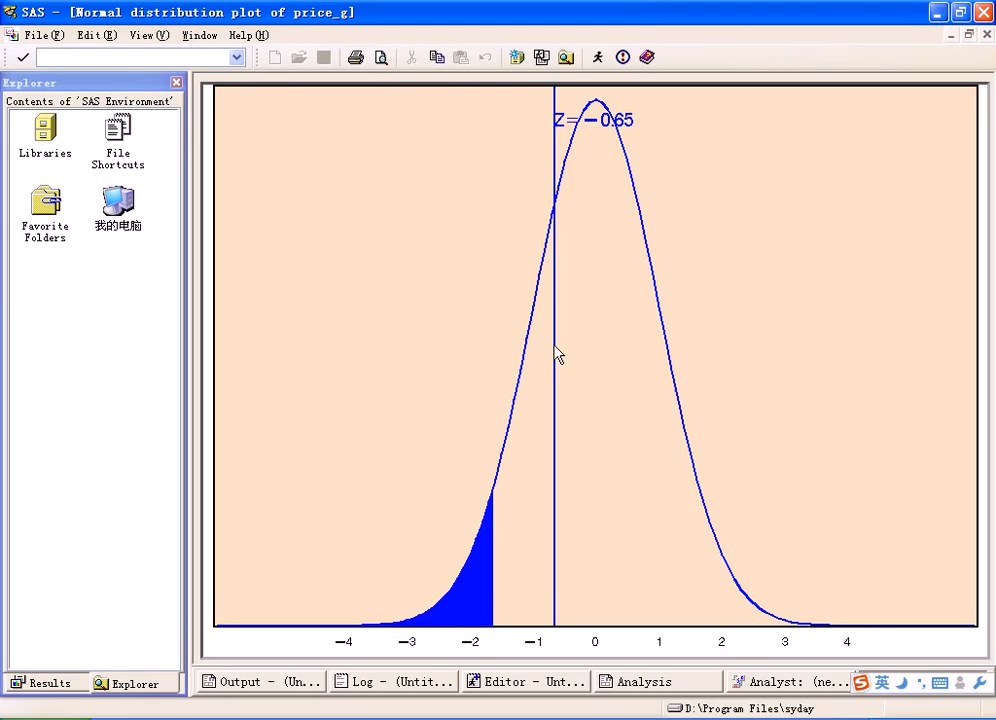 SAS - [Normal distribution plot of price_g]
File(F) Edit(E) View(V) Window Help(H)
Explorer
Contents of 'SAS Environment'
Libraries
File Shortcuts
Favorite Folders
我的电脑
Z=-0.65
-4 -3 -2 -1 0 1 2 3 4
Results
Explorer
Output - (Un...
Log - (Untit...
Editor - Unt...
Analysis
Analyst: (ne...
英
D:\Program Files\syday